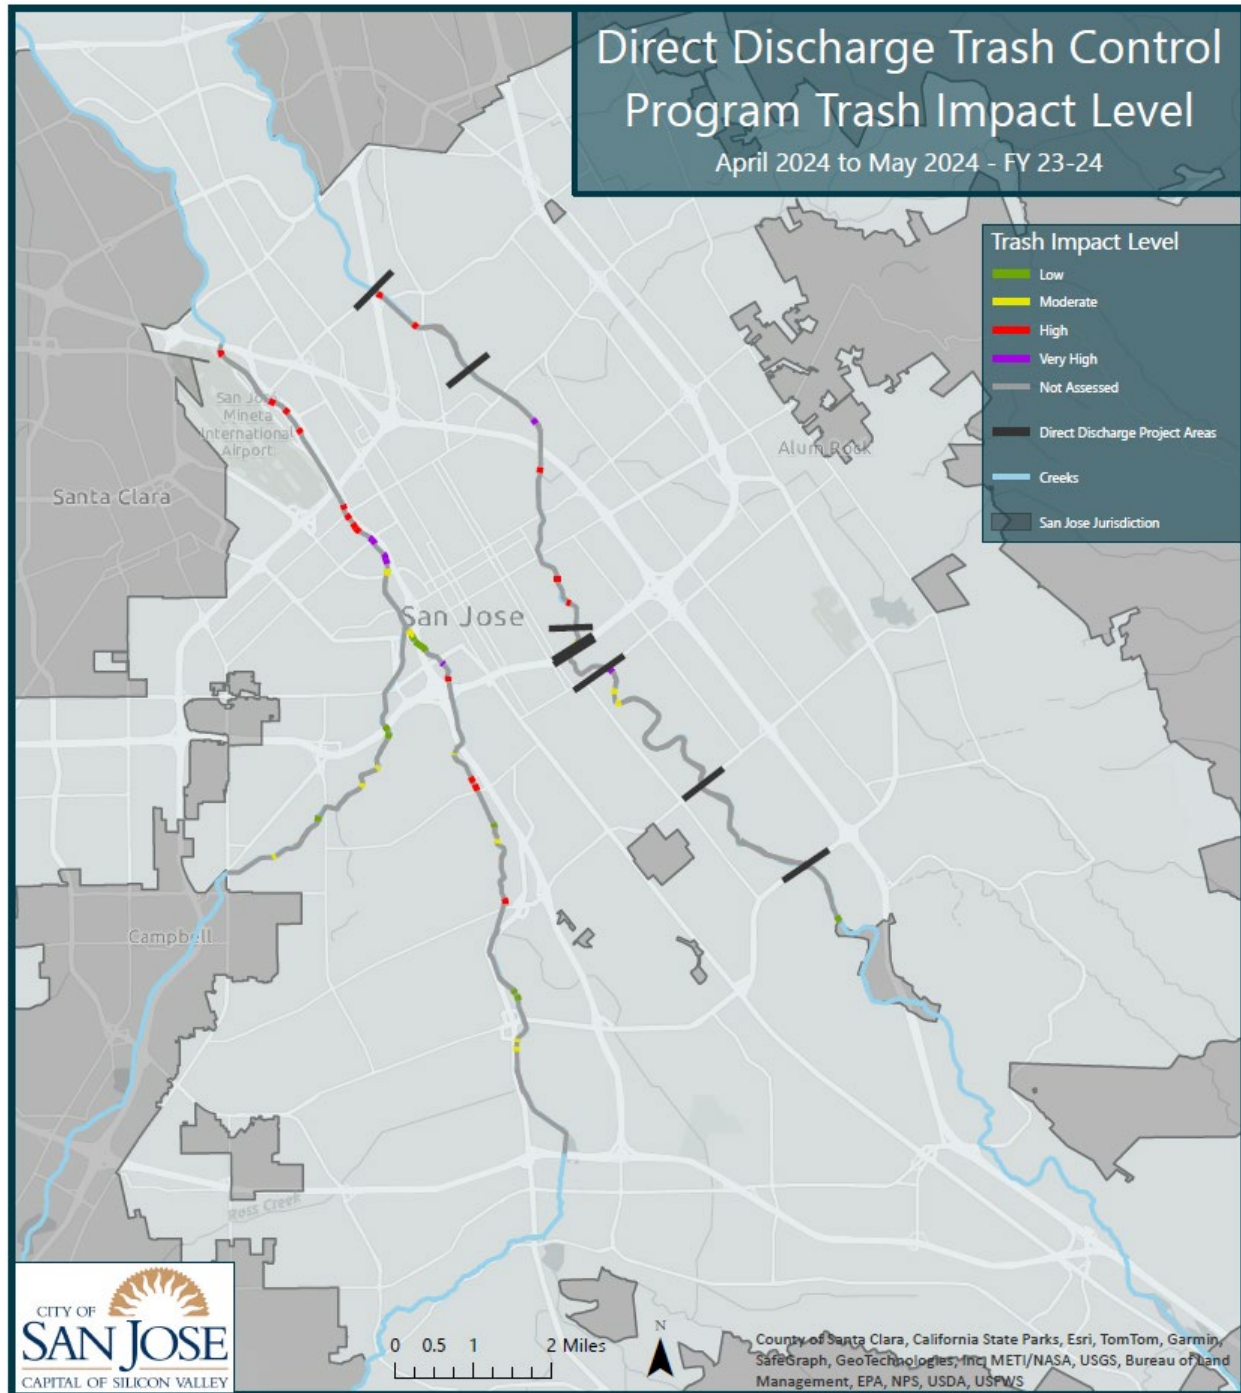 Direct Discharge Trash Control
Program Trash Impact Level
April 2024 to May 2024 - FY 23-24
Trash Impact Level
Low
Moderate
High
Very High
Not Assessed
Direct Discharge Project Areas
Creeks
San Jose Jurisdiction
San José
Mineta
International
Airport
Alum Rock
Santa Clara
San Jose
Campbell
Ross Creek
CITY OF
SAN JOSE
CAPITAL OF SILICON VALLEY
0 0.5 1 2 Miles
N
County of Santa Clara, California State Parks, Esri, TomTom, Garmin,
SafeGraph, GeoTechnologies, Inc, METI/NASA, USGS, Bureau of Land
Management, EPA, NPS, USDA, USFWS